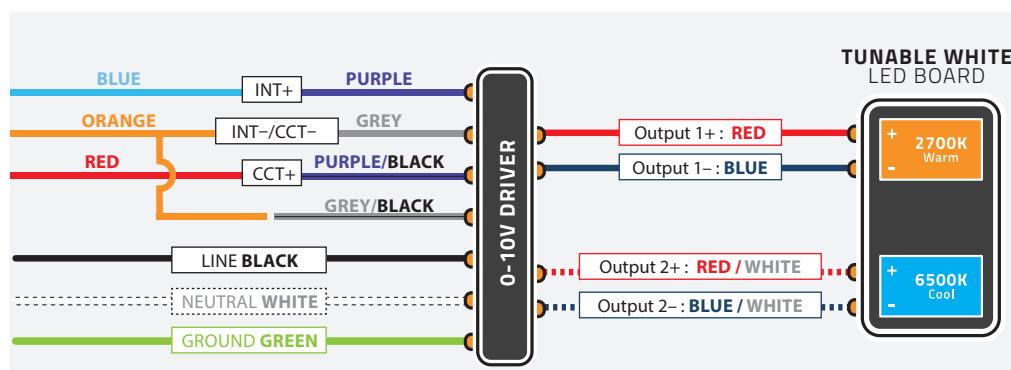 BLUE
INT+
PURPLE
ORANGE
INT–/CCT–
GREY
RED
CCT+
PURPLE/BLACK
GREY/BLACK
LINE BLACK
NEUTRAL WHITE
GROUND GREEN
0-10V DRIVER
Output 1+ : RED
Output 1– : BLUE
Output 2+ : RED / WHITE
Output 2– : BLUE / WHITE
TUNABLE WHITE
LED BOARD
+
2700K
Warm
-
+
6500K
Cool
-